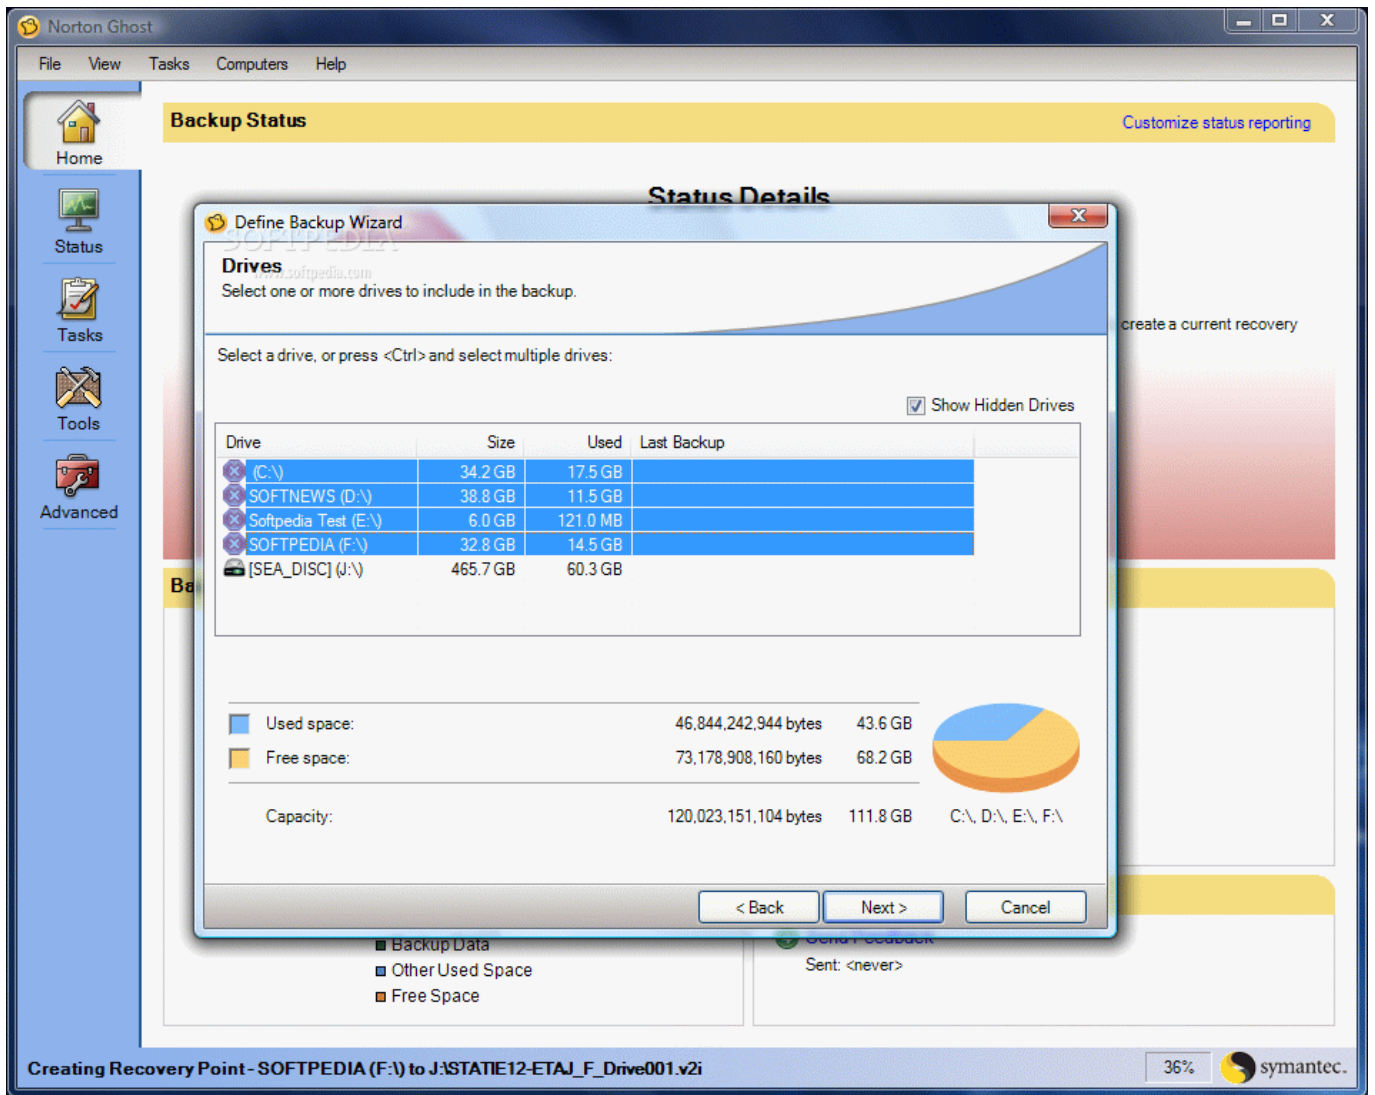 Norton Ghost
File View Tasks Computers Help
Home
Status
Tasks
Tools
Advanced
Backup Status
Customize status reporting
Status Details
create a current recovery
Define Backup Wizard
SOFTPEDIA
www.softpedia.com
Drives
Select one or more drives to include in the backup.
Select a drive, or press <Ctrl> and select multiple drives:
Show Hidden Drives
Drive Size Used Last Backup
(C:\) 34.2 GB 17.5 GB
SOFTNEWS (D:\) 38.8 GB 11.5 GB
Softpedia Test (E:\) 6.0 GB 121.0 MB
SOFTPEDIA (F:\) 32.8 GB 14.5 GB
[SEA_DISC] (J:\) 465.7 GB 60.3 GB
Ba
Used space: 46,844,242,944 bytes 43.6 GB
Free space: 73,178,908,160 bytes 68.2 GB
Capacity: 120,023,151,104 bytes 111.8 GB
C:\, D:\, E:\, F:\
< Back Next > Cancel
Backup Data
Other Used Space
Free Space
Send Feedback
Sent: <never>
Creating Recovery Point - SOFTPEDIA (F:\) to J:\STATIE12-ETAJ_F_Drive001.v2i
36%
symantec.